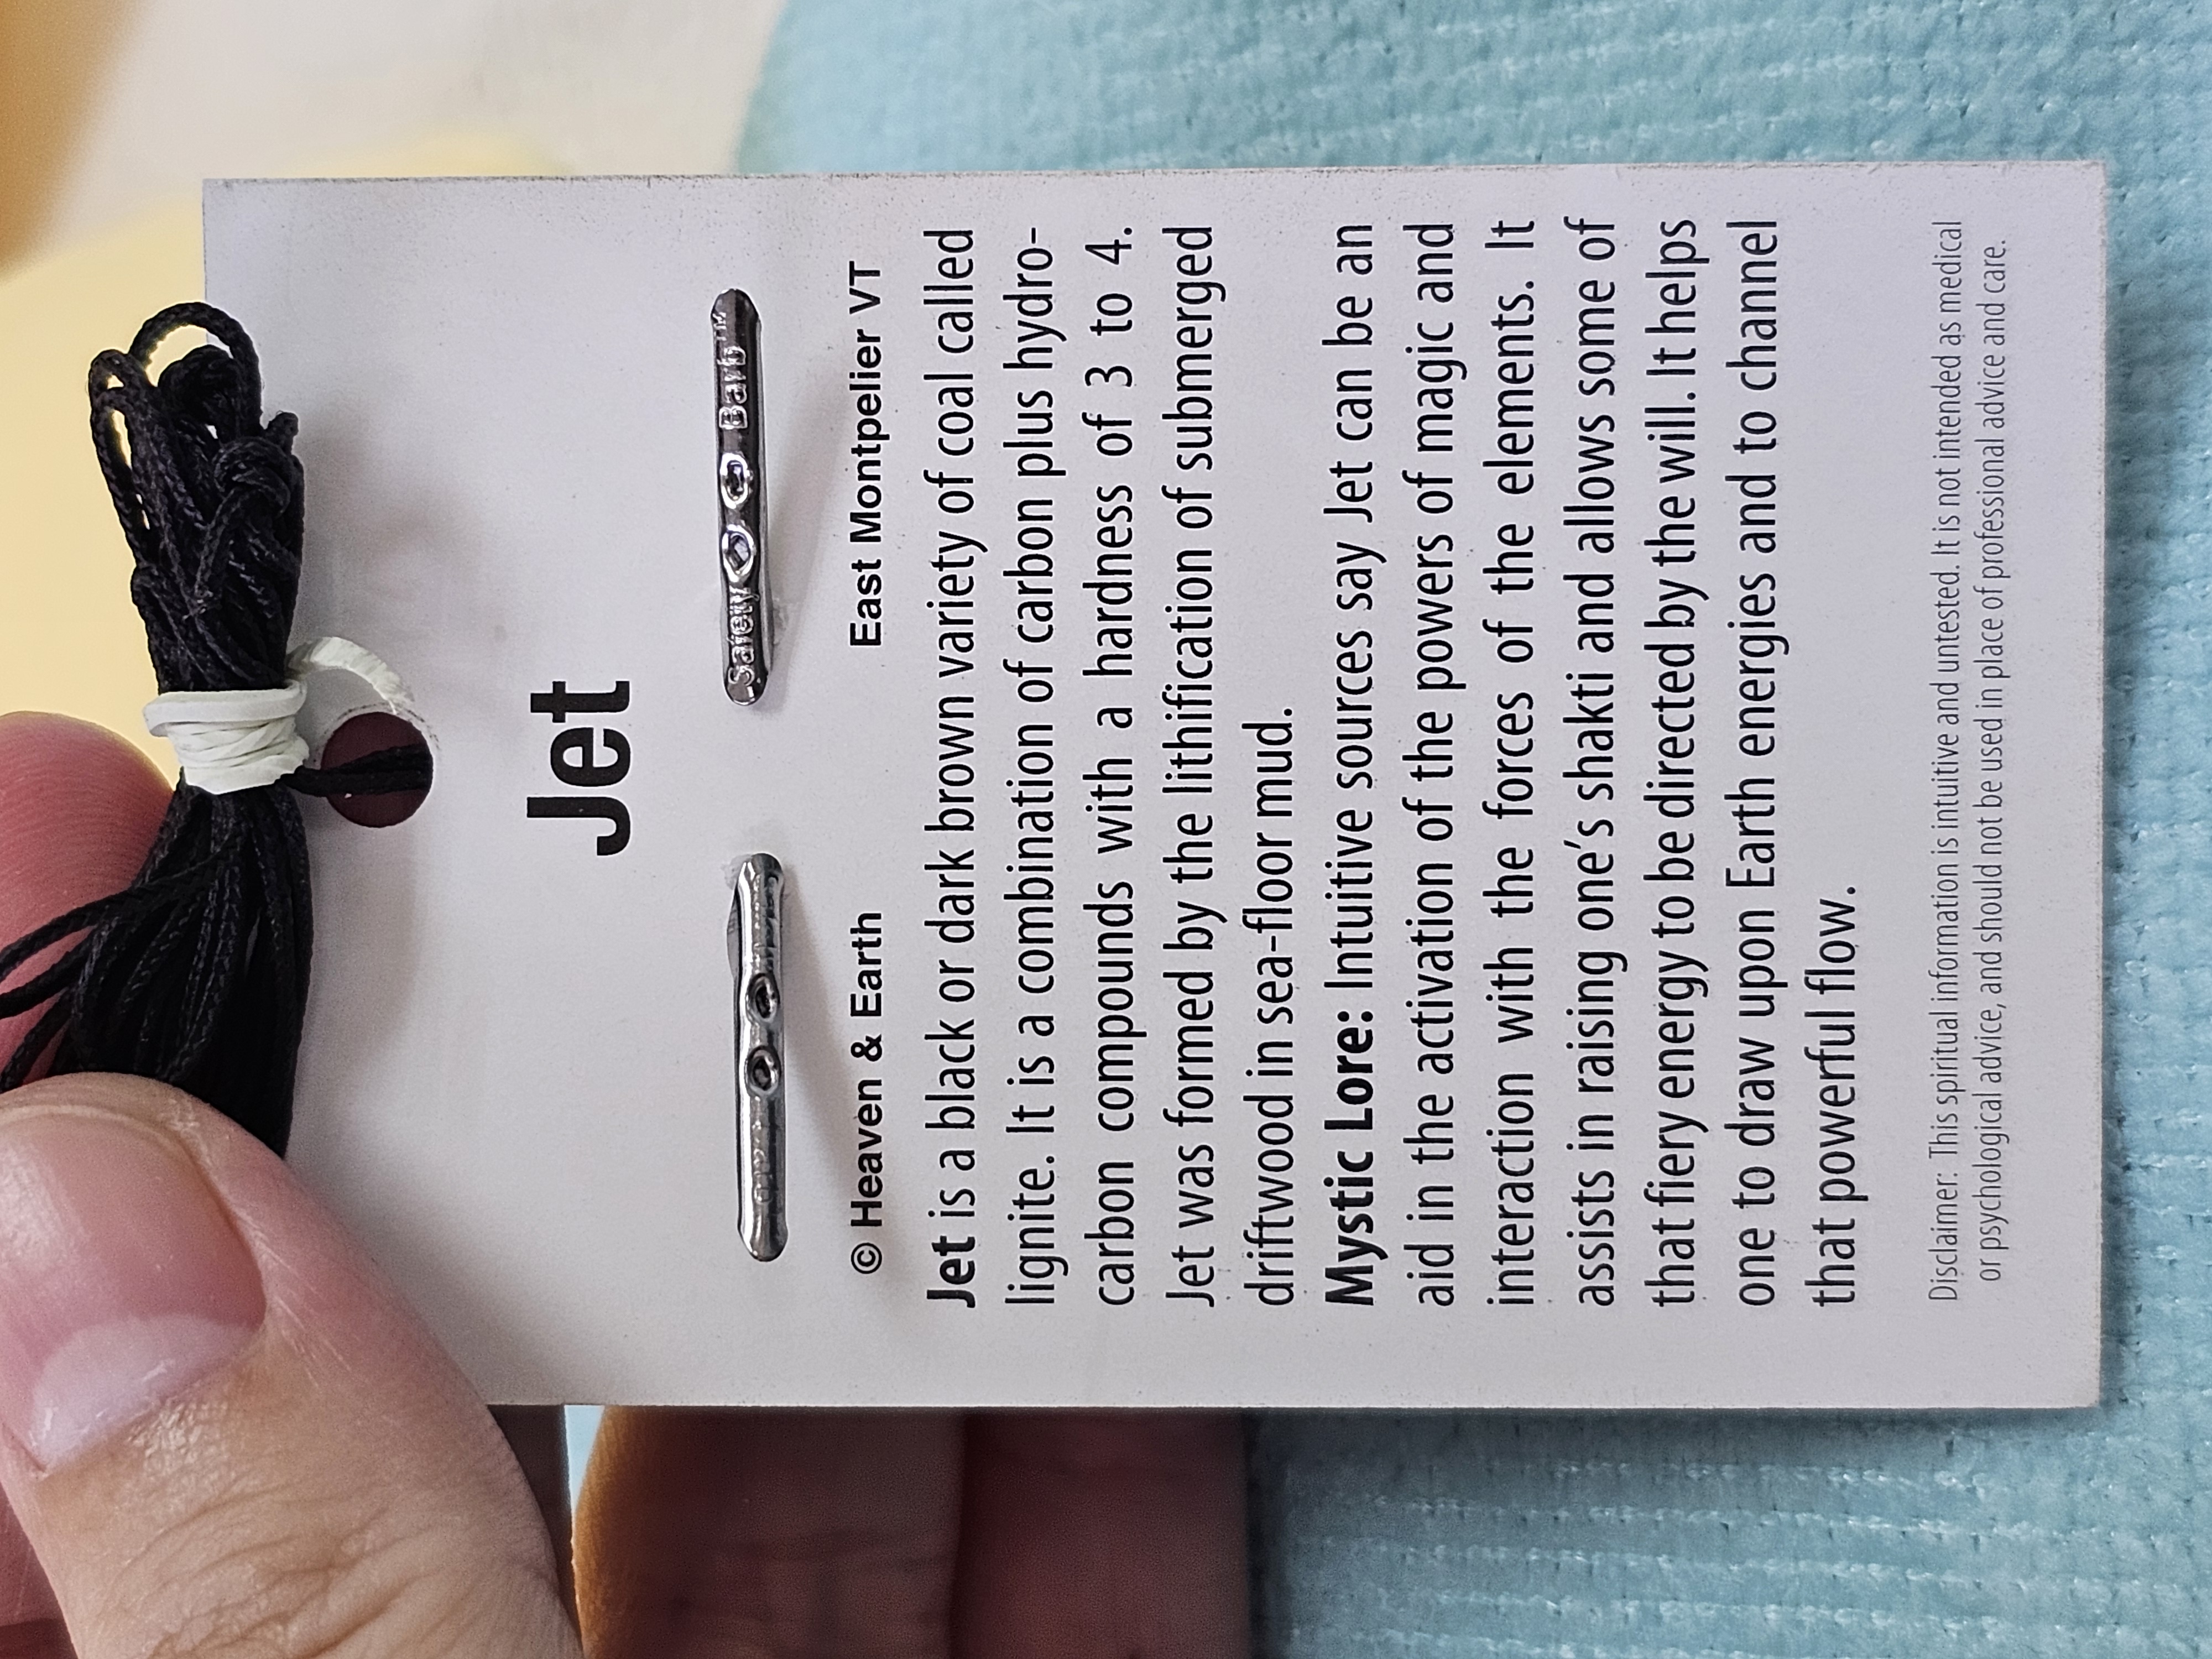 Jet
Safety Barb™
© Heaven & Earth East Montpelier VT
Jet is a black or dark brown variety of coal called
lignite. It is a combination of carbon plus hydro-
carbon compounds with a hardness of 3 to 4.
Jet was formed by the lithification of submerged
driftwood in sea-floor mud.
Mystic Lore: Intuitive sources say Jet can be an
aid in the activation of the powers of magic and
interaction with the forces of the elements. It
assists in raising one's shakti and allows some of
that fiery energy to be directed by the will. It helps
one to draw upon Earth energies and to channel
that powerful flow.
Disclaimer: This spiritual information is intuitive and untested. It is not intended as medical
or psychological advice, and should not be used in place of professional advice and care.